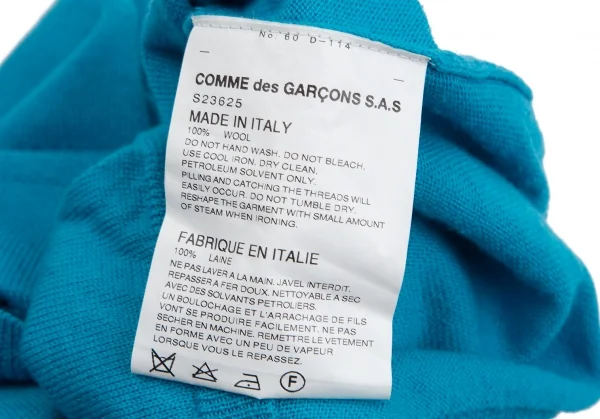 No. 60 D-114
COMME des GARÇONS S.A.S
S23625
MADE IN ITALY
100% WOOL
DO NOT HAND WASH. DO NOT BLEACH.
USE COOL IRON. DRY CLEAN.
PETROLEUM SOLVENT ONLY.
PILLING AND CATCHING THE THREADS WILL
EASILY OCCUR. DO NOT TUMBLE DRY.
RESHAPE THE GARMENT WITH SMALL AMOUNT
OF STEAM WHEN IRONING.
FABRIQUE EN ITALIE
100% LAINE
NE PAS LAVER A LA MAIN. JAVEL INTERDIT.
REPASSER A FER DOUX. NETTOYABLE A SEC
AVEC DES SOLVANTS PETROLIERS.
UN BOULOCHAGE ET L'ARRACHAGE DE FILS
VONT SE PRODUIRE FACILEMENT. NE PAS
SECHER EN MACHINE. REMETTRE LE VETEMENT
EN FORME AVEC UN PEU DE VAPEUR
LORSQUE VOUS LE REPASSEZ.
F